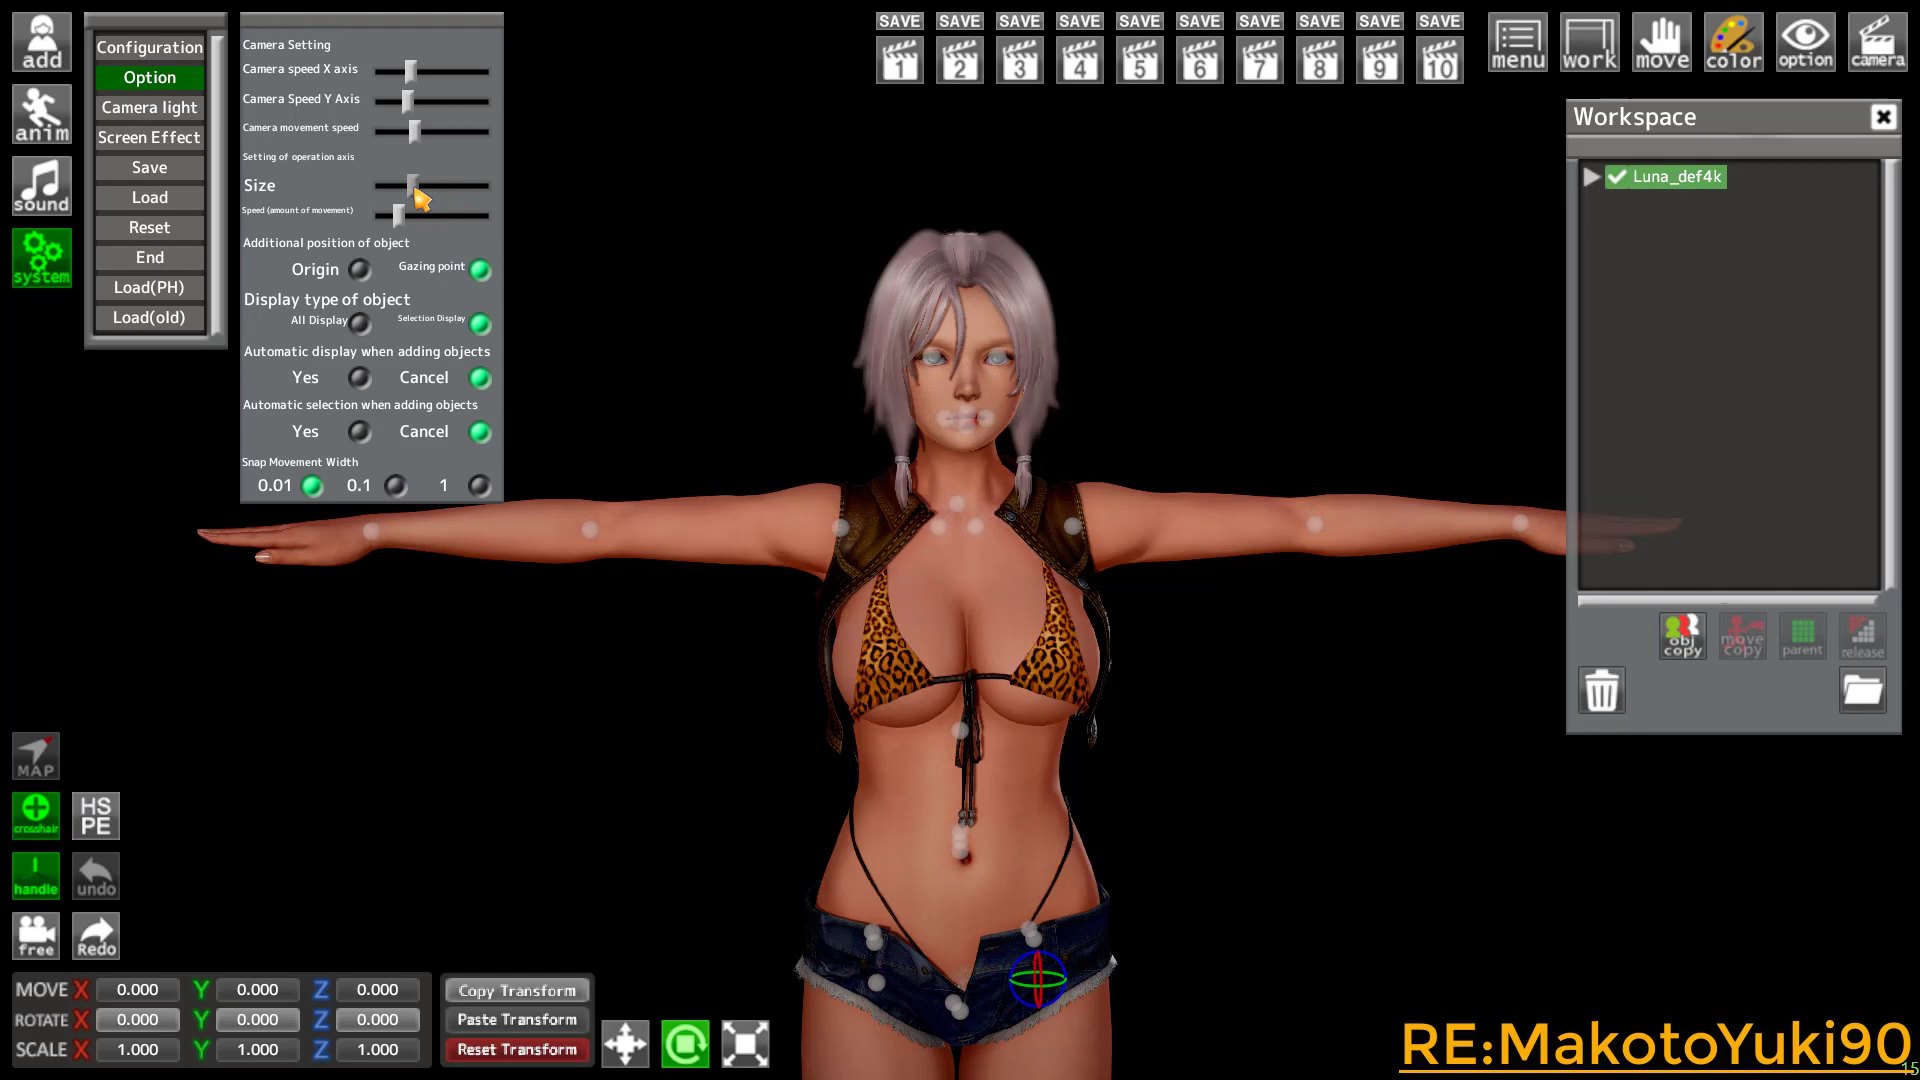 add
anim
sound
system
Configuration
Option
Camera light
Screen Effect
Save
Load
Reset
End
Load(PH)
Load(old)
Camera Setting
Camera speed X axis
Camera Speed Y Axis
Camera movement speed
Setting of operation axis
Size
Speed (amount of movement)
Additional position of object
Origin Gazing point
Display type of object
All Display Selection Display
Automatic display when adding objects
Yes Cancel
Automatic selection when adding objects
Yes Cancel
Snap Movement Width
0.01 0.1 1
SAVE SAVE SAVE SAVE SAVE SAVE SAVE SAVE SAVE SAVE
1 2 3 4 5 6 7 8 9 10
menu work move color option camera
Workspace
Luna_def4k
obj copy move copy parent release
MAP
crosshair HS PE
handle undo
free Redo
MOVE X 0.000 Y 0.000 Z 0.000
ROTATE X 0.000 Y 0.000 Z 0.000
SCALE X 1.000 Y 1.000 Z 1.000
Copy Transform
Paste Transform
Reset Transform
RE:MakotoYuki90
15